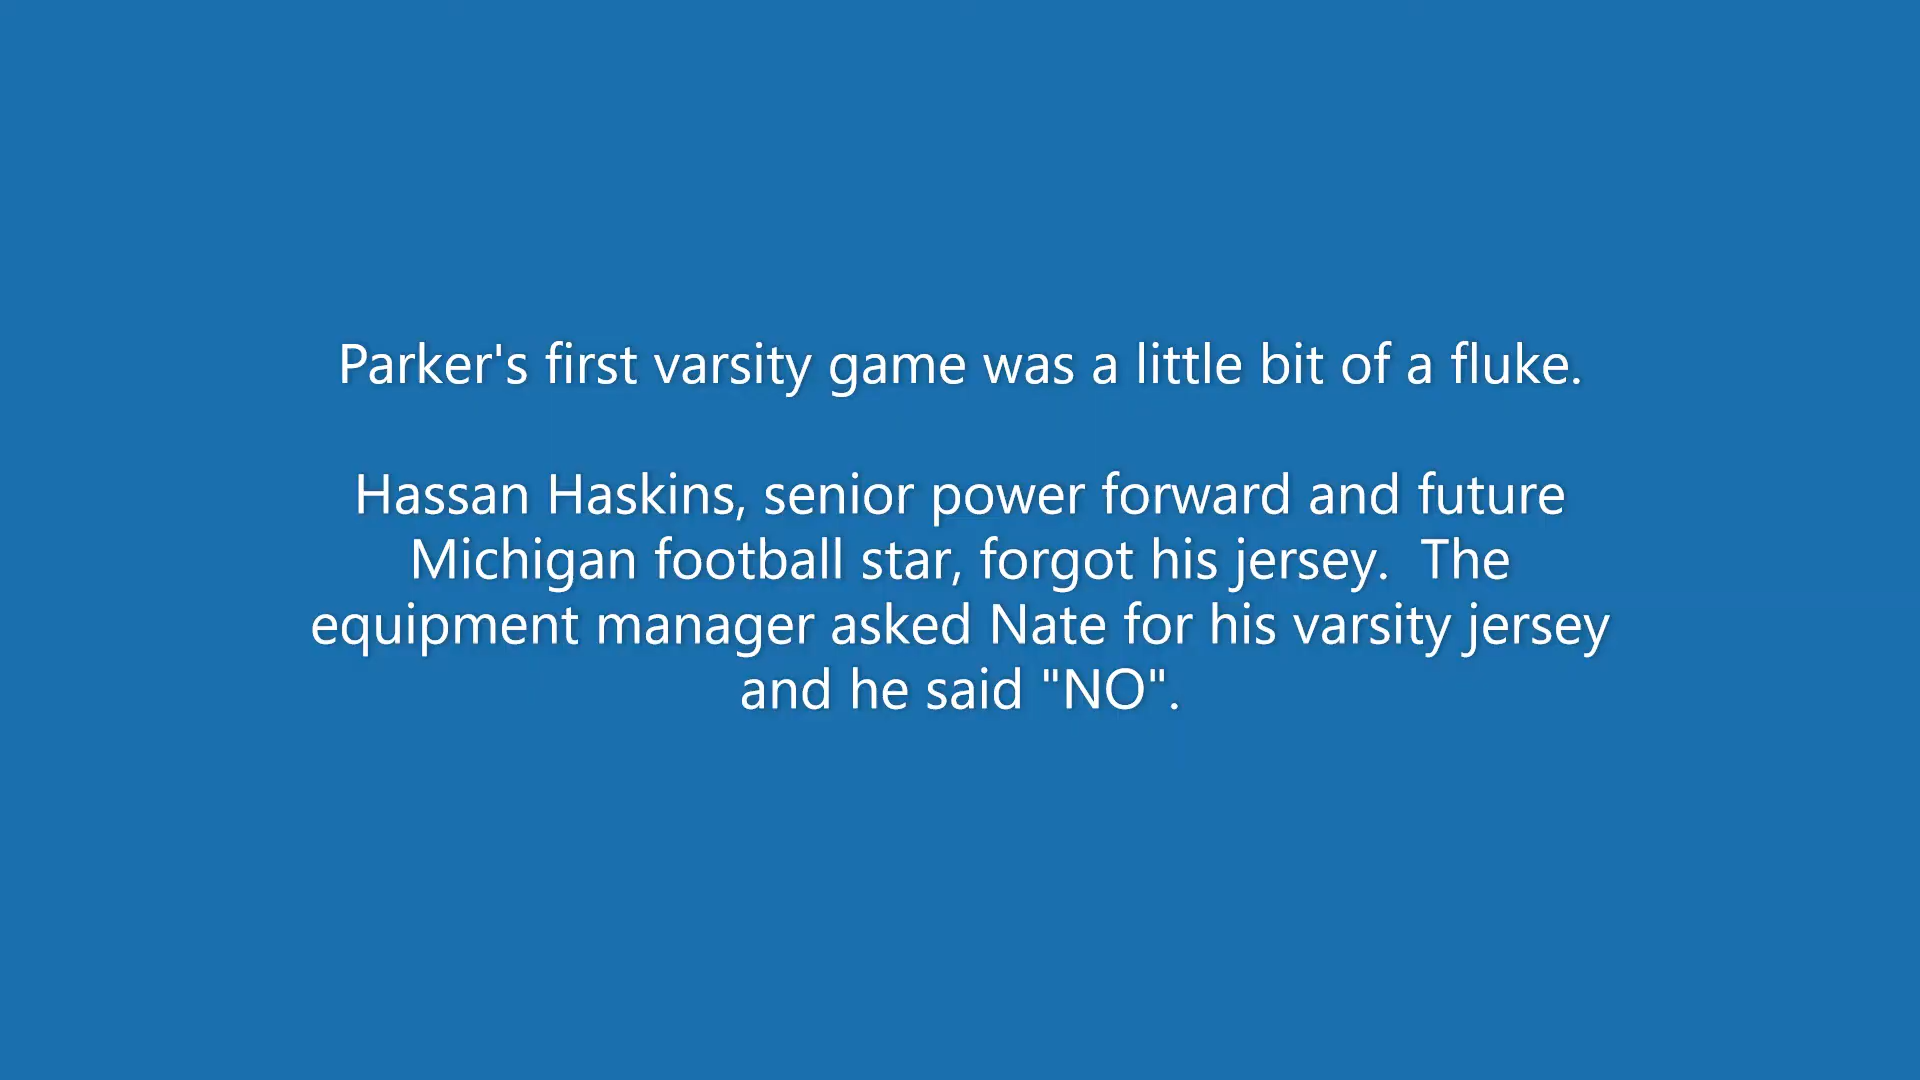 Parker's first varsity game was a little bit of a fluke.
Hassan Haskins, senior power forward and future
Michigan football star, forgot his jersey.  The
equipment manager asked Nate for his varsity jersey
and he said "NO".